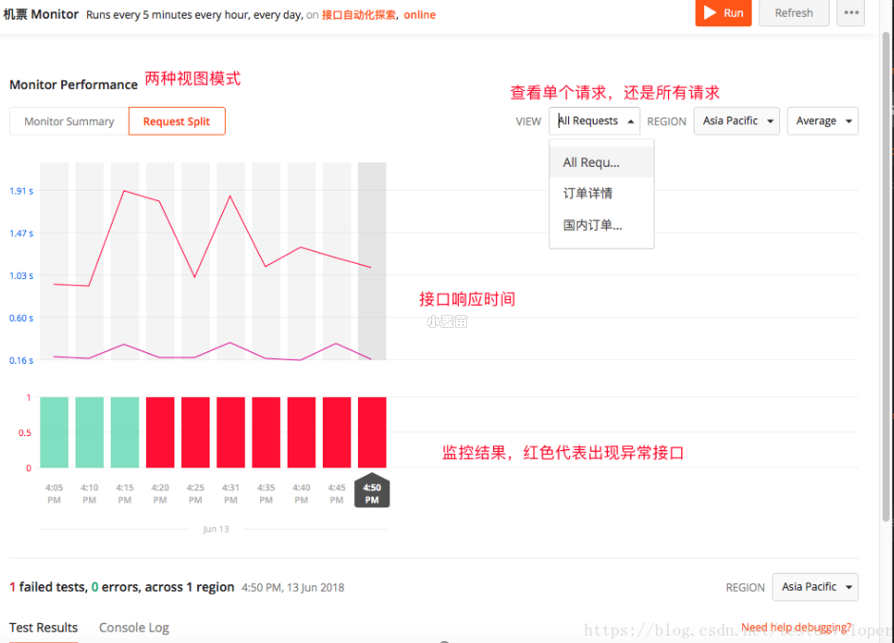 机票 Monitor Runs every 5 minutes every hour, every day, on 接口自动化探索, online
Run Refresh
Monitor Performance 两种视图模式
查看单个请求，还是所有请求
Monitor Summary Request Split VIEW All Requests REGION Asia Pacific Average
All Requ...
订单详情
国内订单...
1.91 s
1.47 s
1.03 s
0.60 s
0.16 s
接口响应时间
小麦苗
1
0.5
0
监控结果，红色代表出现异常接口
4:05 PM 4:10 PM 4:15 PM 4:20 PM 4:25 PM 4:31 PM 4:35 PM 4:40 PM 4:45 PM 4:50 PM
Jun 13
1 failed tests, 0 errors, across 1 region 4:50 PM, 13 Jun 2018 REGION Asia Pacific
Test Results Console Log Need help debugging?
https://blog.csdn.net/testdeveloper